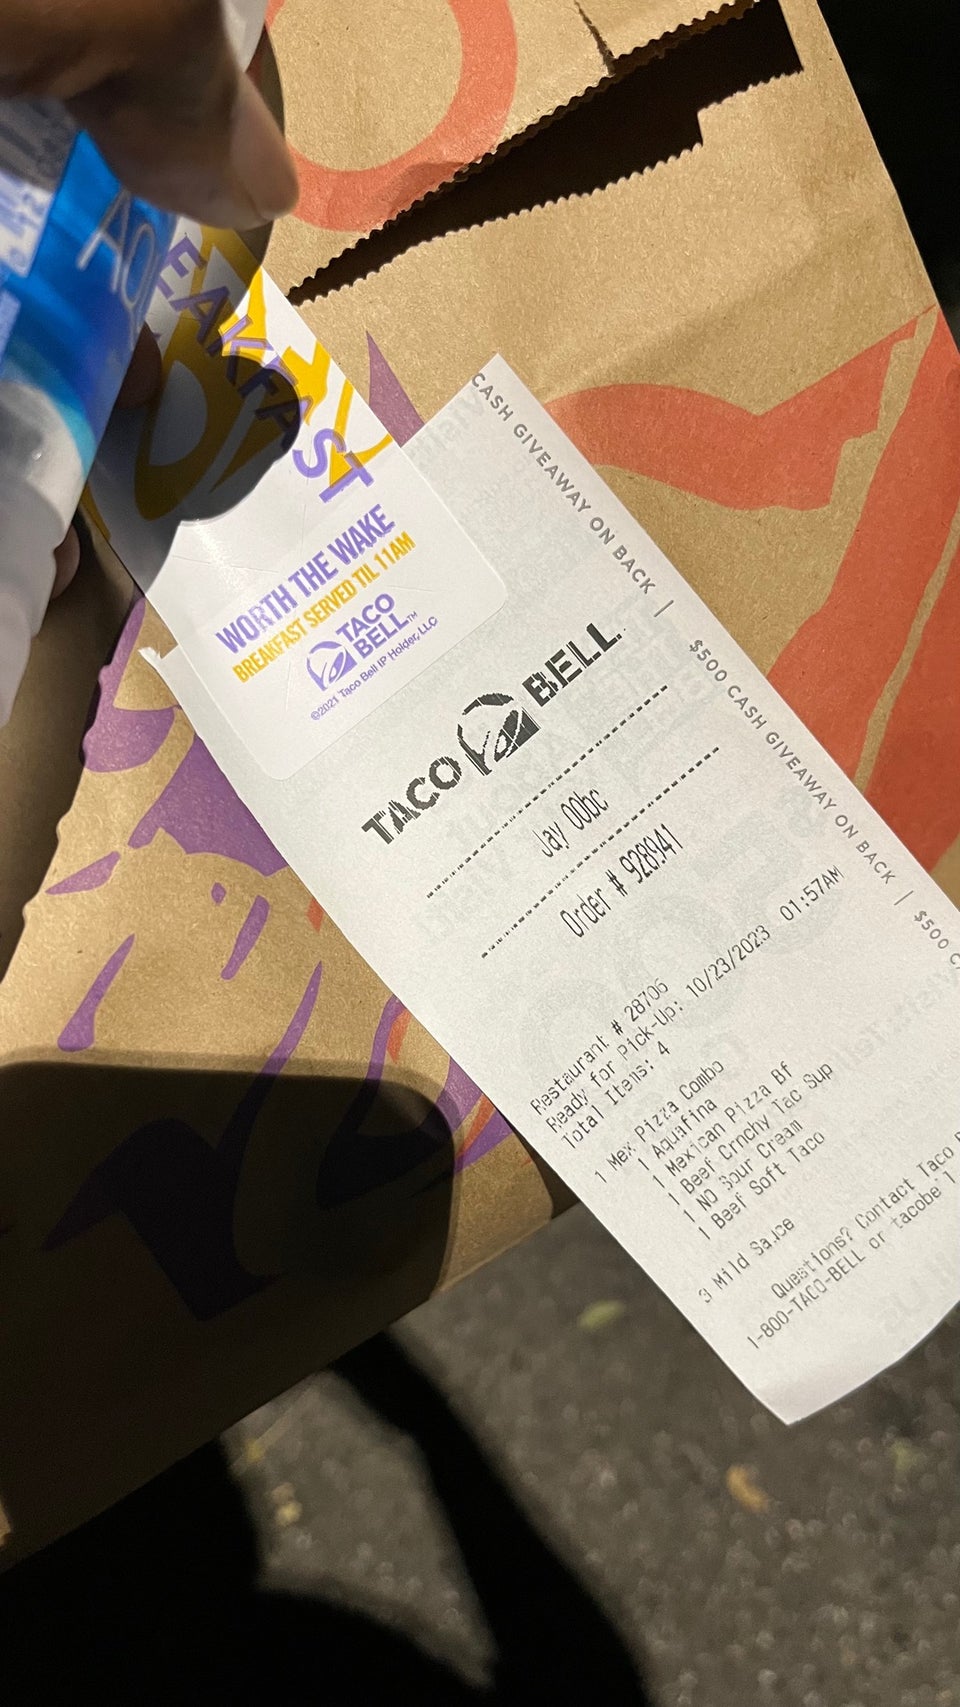 AQU
EAKFAST
WORTH THE WAKE
BREAKFAST SERVED TIL 11AM
TACO
BELL™
©2021 Taco Bell IP Holder, LLC
CASH GIVEAWAY ON BACK | $500 CASH GIVEAWAY ON BACK | $500 C
TACO BELL
Jay 00bc
Order # 928941
Restaurant # 28706
Ready for Pick-Up: 10/23/2023 01:57AM
Total Items: 4
1 Mex Pizza Combo
1 Aquafina
1 Mexican Pizza Bf
1 Beef Crnchy Tac Sup
1 NO Sour Cream
1 Beef Soft Taco
3 Mild Sauce
Questions? Contact Taco B
1-800-TACO-BELL or tacobell